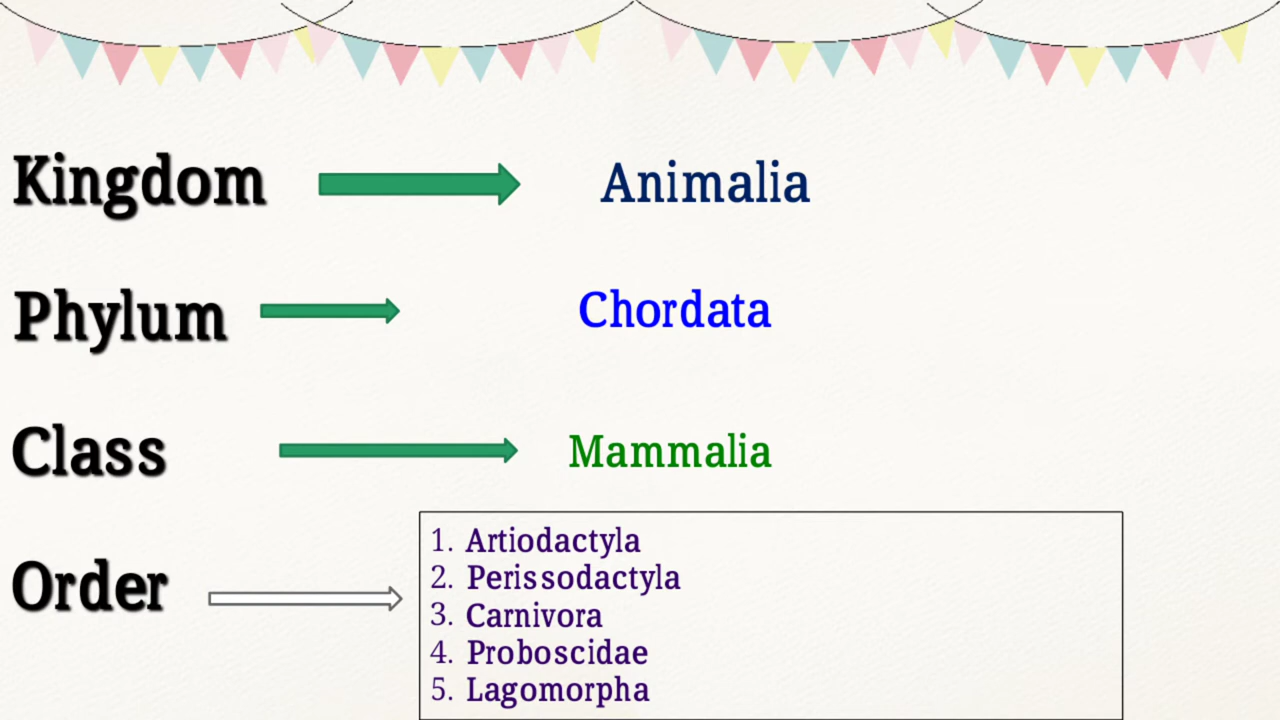 Kingdom Animalia
Phylum Chordata
Class Mammalia
Order
1. Artiodactyla
2. Perissodactyla
3. Carnivora
4. Proboscidae
5. Lagomorpha